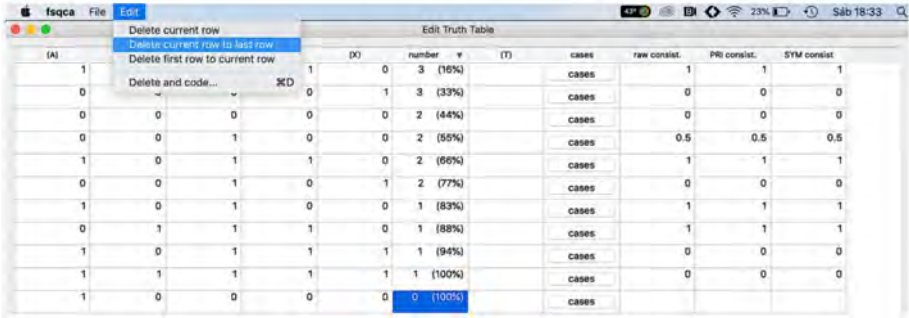 fsqca File Edit 43° 23% Sáb 18:33
Edit Truth Table
Delete current row
Delete current row to last row
Delete first row to current row
Delete and code... ⌘D
(A) (X) number (T) cases raw consist. PRI consist. SYM consist
1 1 0 3 (16%) cases 1 1 1
0 0 1 3 (33%) cases 0 0 0
0 0 0 0 0 2 (44%) cases 0 0 0
0 0 1 0 0 2 (55%) cases 0.5 0.5 0.5
1 0 1 1 0 2 (66%) cases 1 1 1
0 0 1 0 1 2 (77%) cases 0 0 0
1 0 1 0 0 1 (83%) cases 1 1 1
0 1 1 1 0 1 (88%) cases 1 1 1
1 0 1 1 1 1 (94%) cases 0 0 0
1 1 1 1 1 1 (100%) cases 0 0 0
1 0 0 0 0 0 (100%) cases